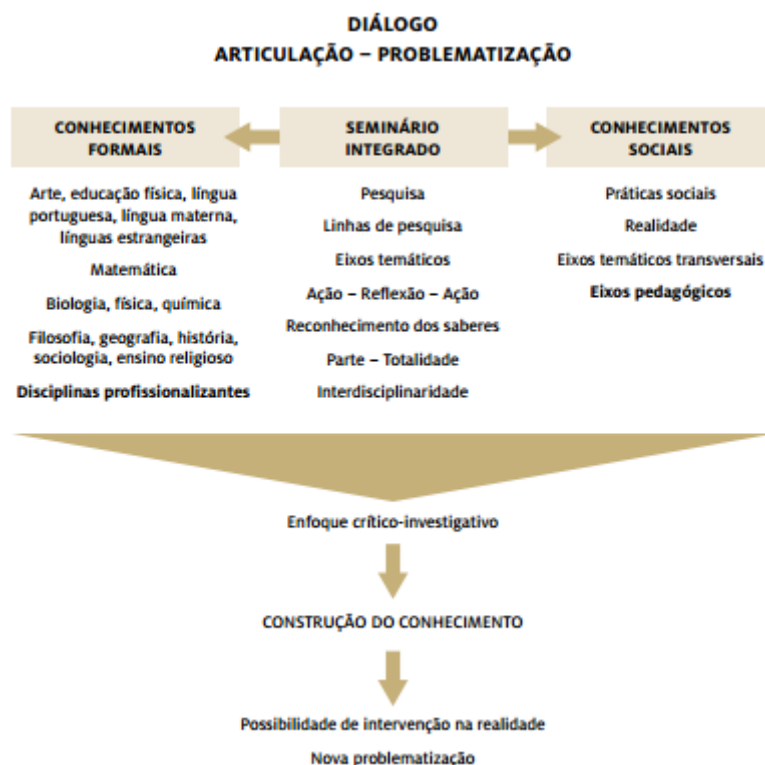 DIÁLOGO
ARTICULAÇÃO – PROBLEMATIZAÇÃO
CONHECIMENTOS
FORMAIS
Arte, educação física, língua
portuguesa, língua materna,
línguas estrangeiras
Matemática
Biologia, física, química
Filosofia, geografia, história,
sociologia, ensino religioso
Disciplinas profissionalizantes
SEMINÁRIO
INTEGRADO
Pesquisa
Linhas de pesquisa
Eixos temáticos
Ação – Reflexão – Ação
Reconhecimento dos saberes
Parte – Totalidade
Interdisciplinaridade
CONHECIMENTOS
SOCIAIS
Práticas sociais
Realidade
Eixos temáticos transversais
Eixos pedagógicos
Enfoque crítico-investigativo
CONSTRUÇÃO DO CONHECIMENTO
Possibilidade de intervenção na realidade
Nova problematização